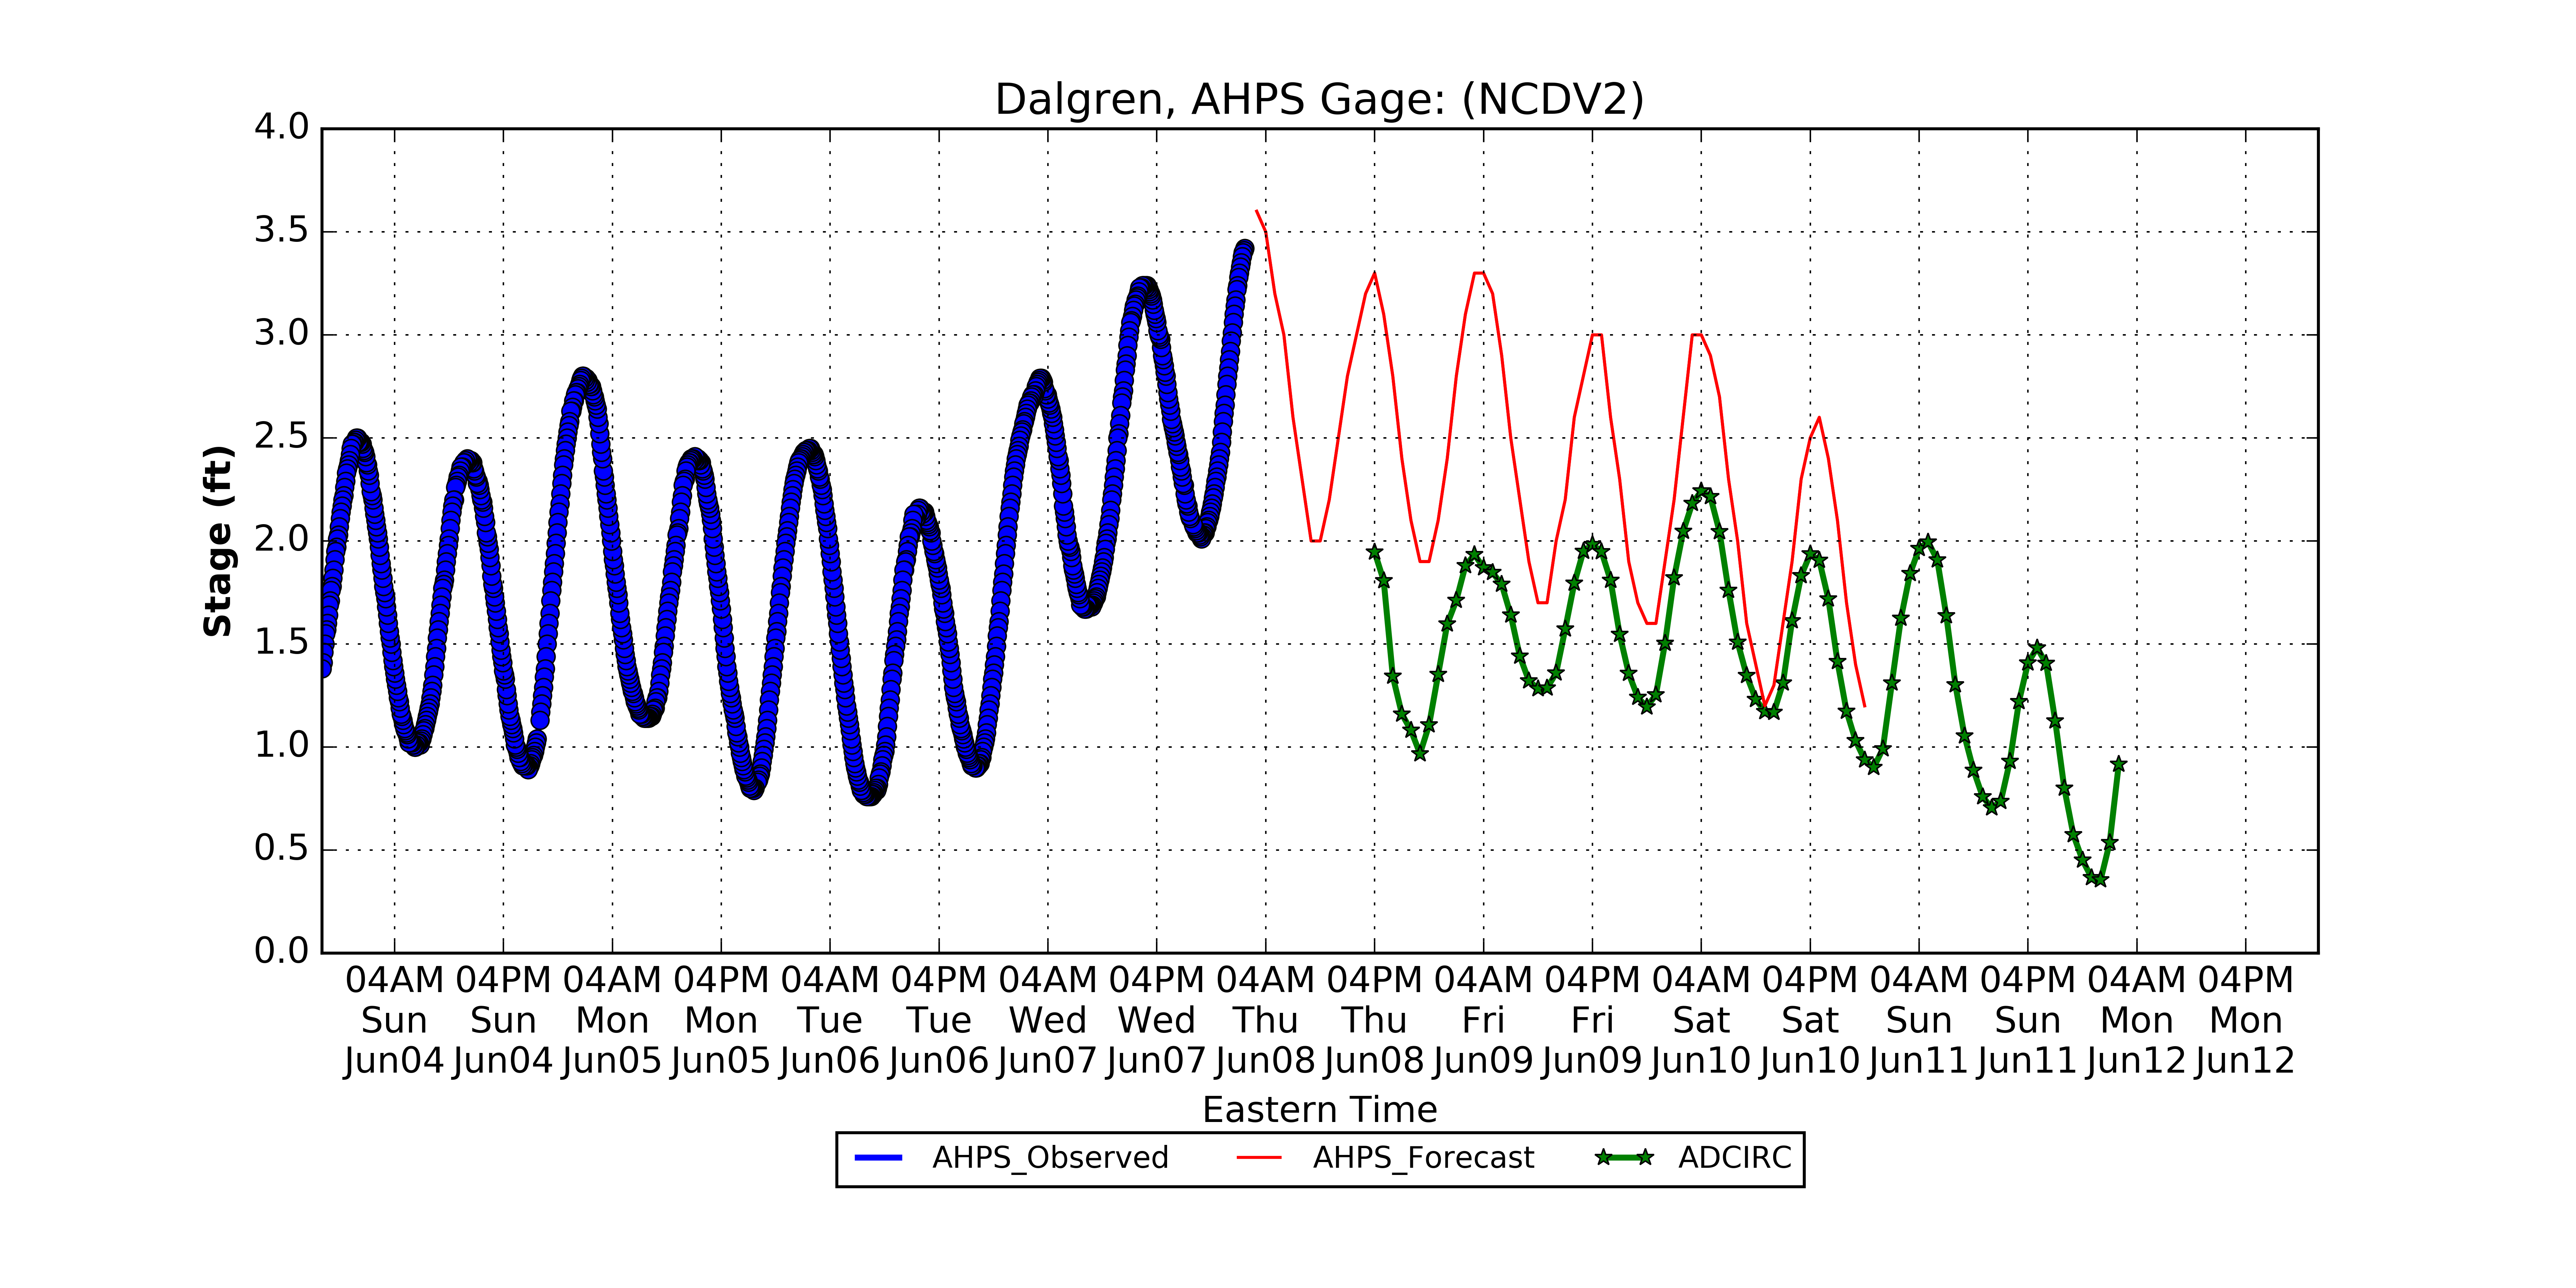 Dalgren, AHPS Gage: (NCDV2)
4.0
3.5
3.0
2.5
2.0
1.5
1.0
0.5
0.0
Stage (ft)
04AM 04PM 04AM 04PM 04AM 04PM 04AM 04PM 04AM 04PM 04AM 04PM 04AM 04PM 04AM 04PM 04AM 04PM
Sun Sun Mon Mon Tue Tue Wed Wed Thu Thu Fri Fri Sat Sat Sun Sun Mon Mon
Jun04 Jun04 Jun05 Jun05 Jun06 Jun06 Jun07 Jun07 Jun08 Jun08 Jun09 Jun09 Jun10 Jun10 Jun11 Jun11 Jun12 Jun12
Eastern Time
AHPS_Observed AHPS_Forecast ADCIRC